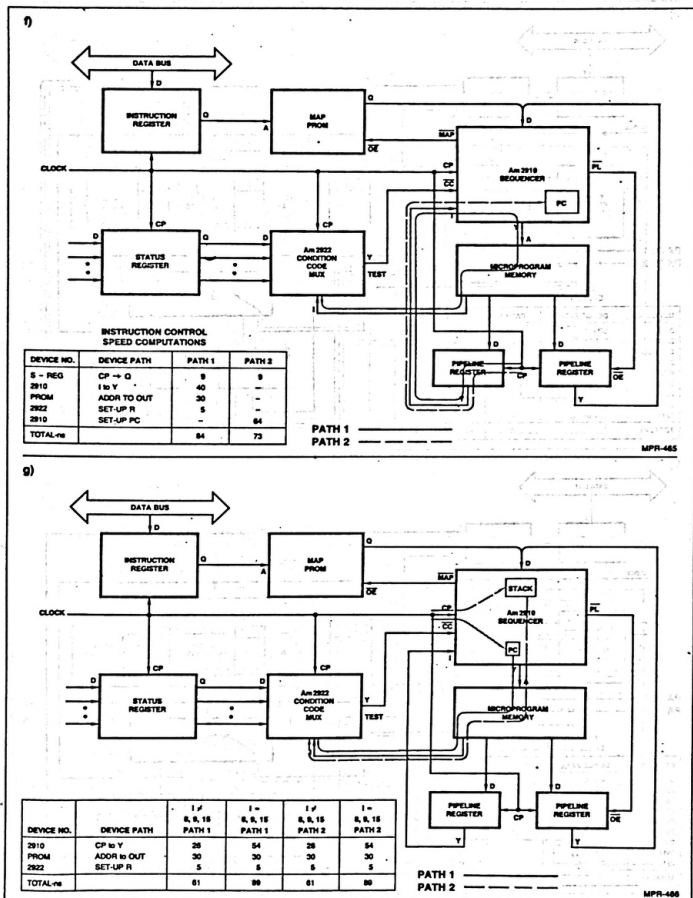 f)
DATA BUS
D
INSTRUCTION
REGISTER
Q
A
MAP
PROM
Q
MAP
OE
D
Am 2910
SEQUENCER
PL
PC
CLOCK
CP
CC
I
CP
CP
Y
A
D
STATUS
REGISTER
Q
D
Am 2922
CONDITION
CODE
MUX
Y
TEST
I
MICROPROGRAM
MEMORY
D
D
PIPELINE
REGISTER
CP
PIPELINE
REGISTER
OE
Y
INSTRUCTION CONTROL
SPEED COMPUTATIONS
DEVICE NO. DEVICE PATH PATH 1 PATH 2
S – REG CP → Q 9 9
2910 I to Y 40 –
PROM ADDR TO OUT 30 –
2922 SET-UP R 5 –
2910 SET-UP PC – 64
TOTAL-ns 84 73
PATH 1
PATH 2
MPR-465
g)
DATA BUS
D
INSTRUCTION
REGISTER
Q
A
MAP
PROM
Q
MAP
OE
D
STACK
Am 2910
SEQUENCER
PL
PC
CLOCK
CP
CC
I
CP
CP
Y
A
D
STATUS
REGISTER
Q
D
Am 2922
CONDITION
CODE
MUX
Y
TEST
I
MICROPROGRAM
MEMORY
D
D
PIPELINE
REGISTER
CP
PIPELINE
REGISTER
OE
Y
Y
DEVICE NO. DEVICE PATH I ≠ 8, 9, 15 PATH 1 I = 8, 9, 15 PATH 1 I ≠ 8, 9, 15 PATH 2 I = 8, 9, 15 PATH 2
2910 CP to Y 26 54 26 54
PROM ADDR to OUT 30 30 30 30
2922 SET-UP R 5 5 5 5
TOTAL-ns 61 89 61 89
PATH 1
PATH 2
MPR-466